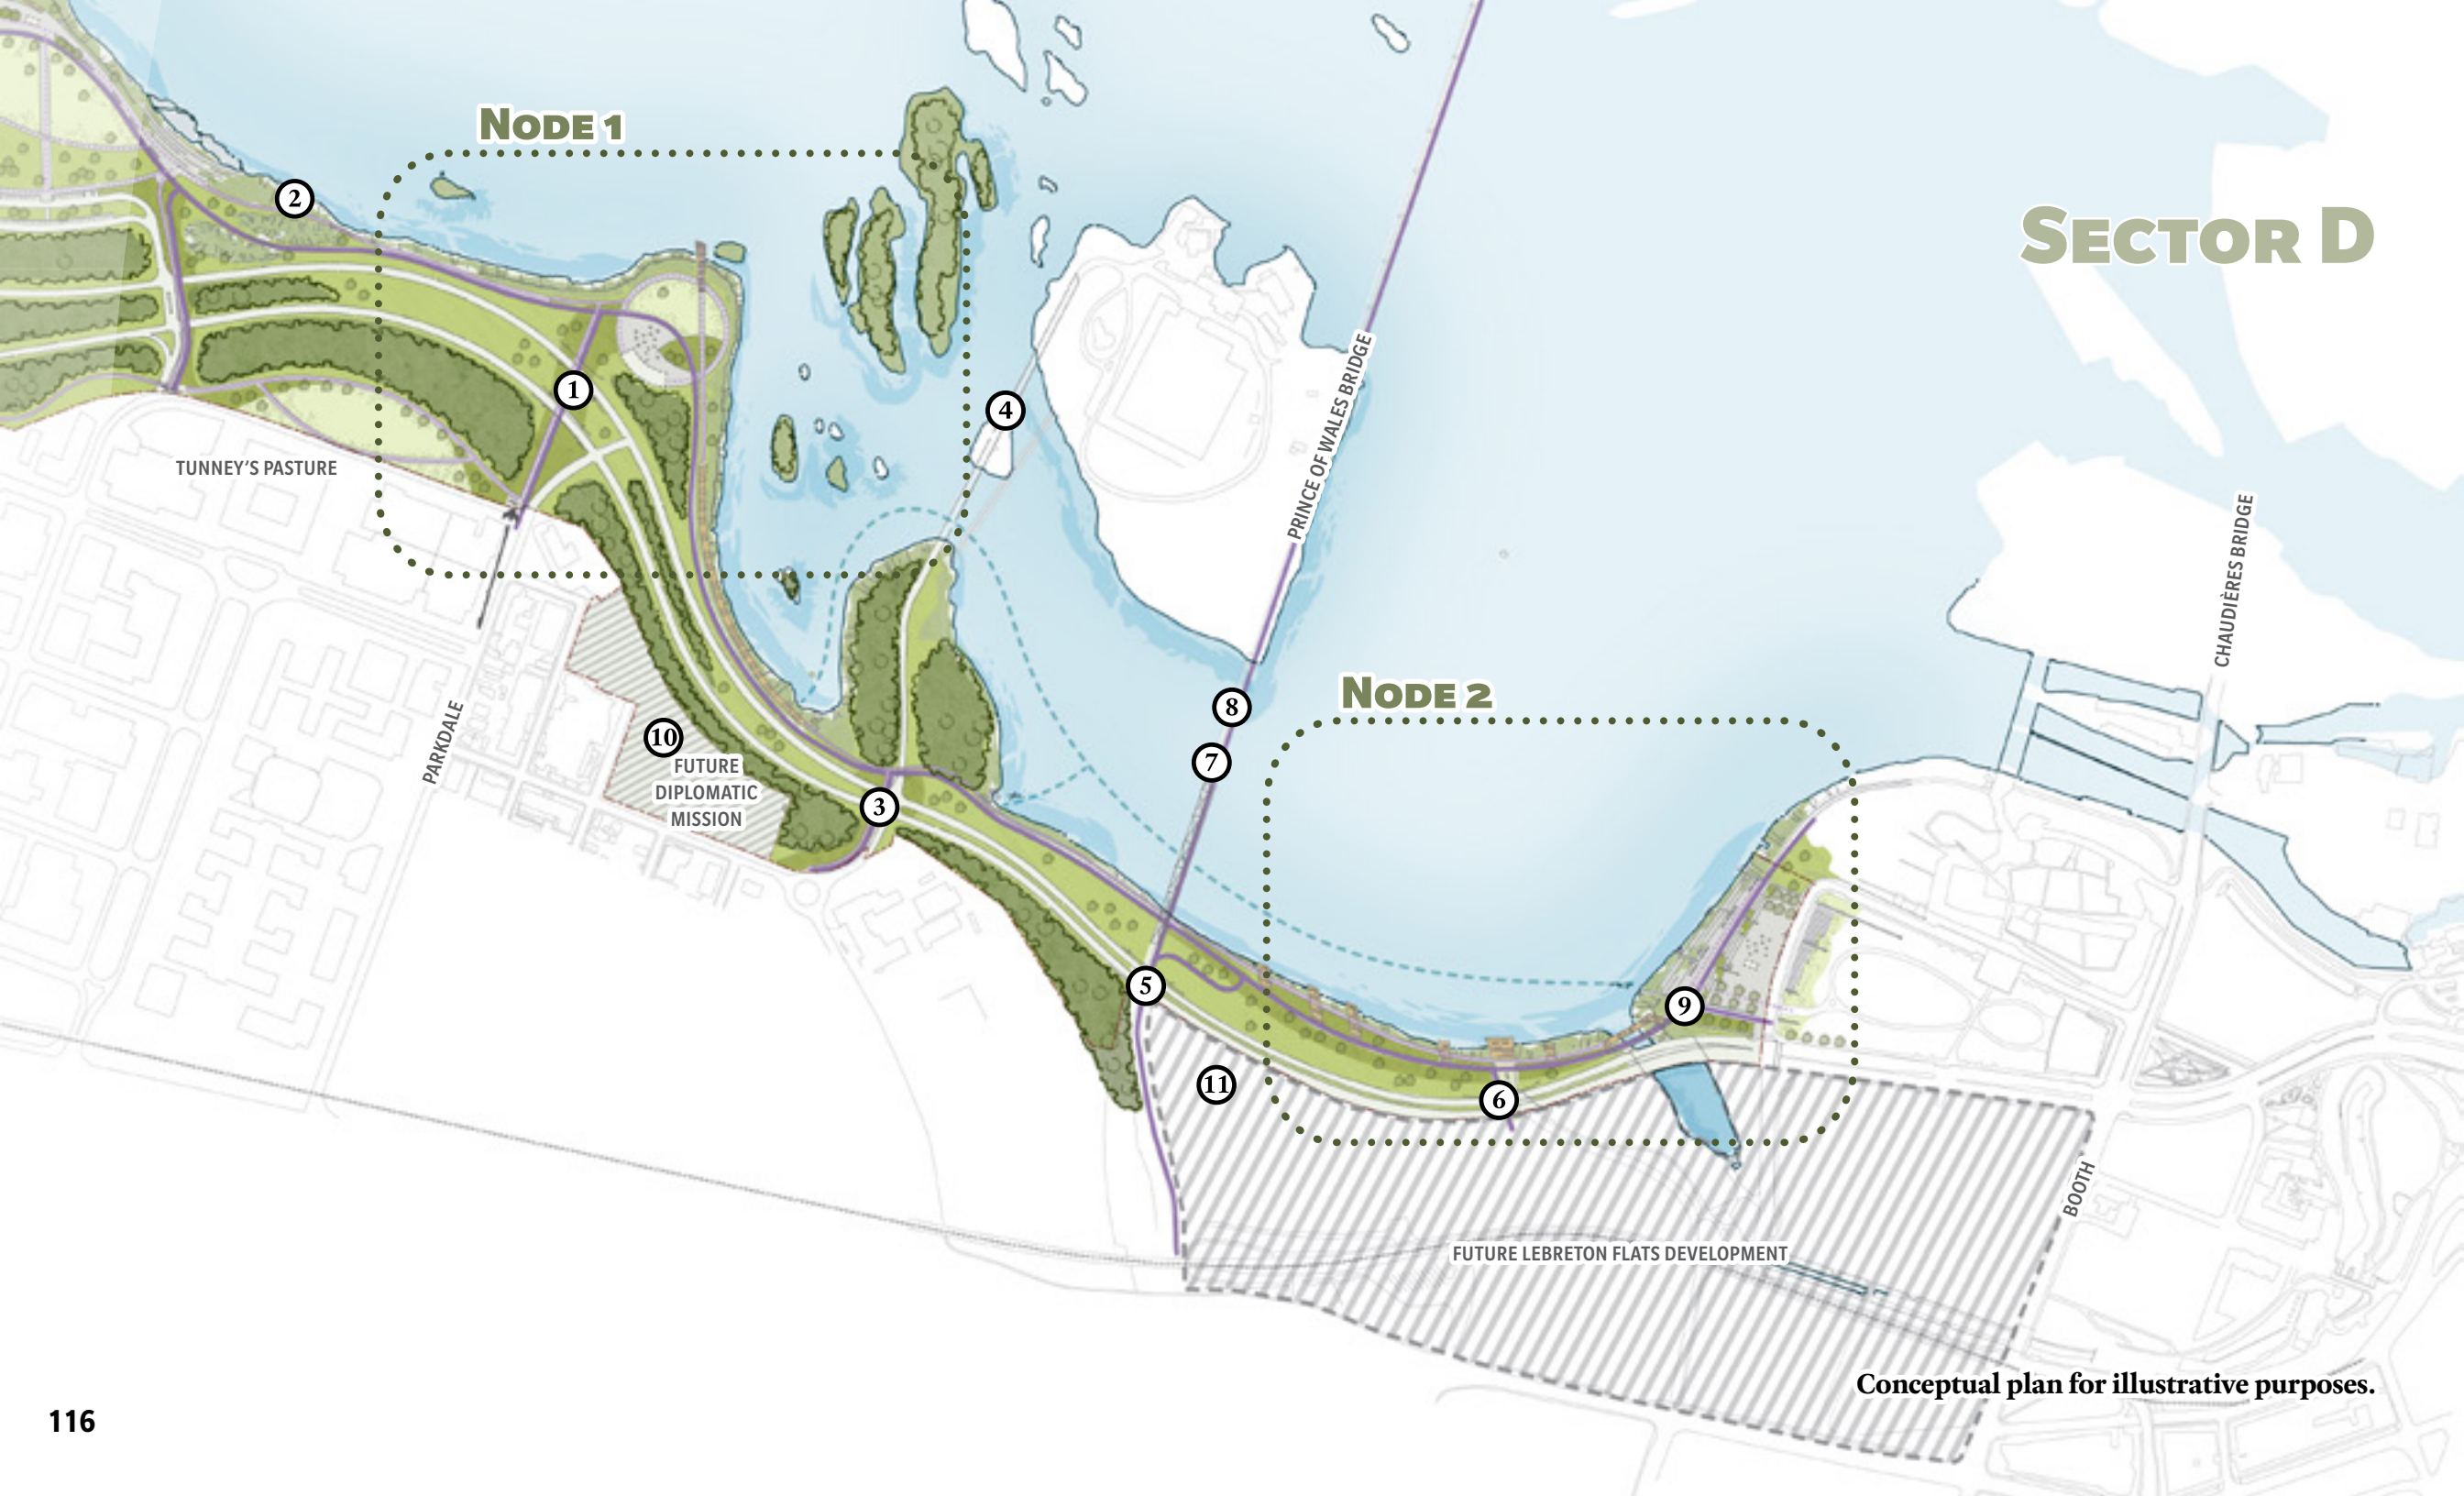 NODE 1
2
SECTOR D
1
4
TUNNEY'S PASTURE
PRINCE OF WALES BRIDGE
CHAUDIÈRES BRIDGE
NODE 2
8
7
PARKDALE
10
FUTURE
DIPLOMATIC
MISSION
3
5
9
11
6
BOOTH
FUTURE LEBRETON FLATS DEVELOPMENT
Conceptual plan for illustrative purposes.
116